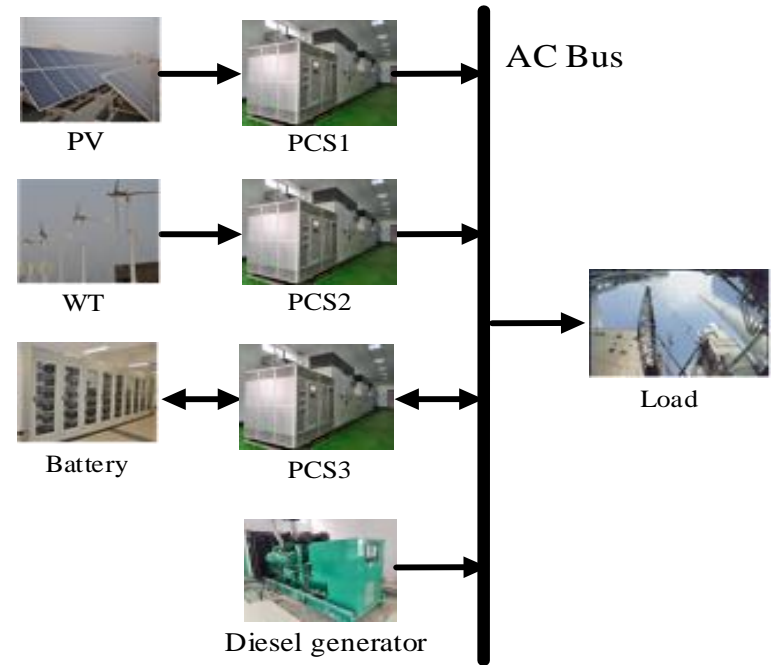 AC Bus
PV
PCS1
WT
PCS2
Battery
PCS3
Load
Diesel generator